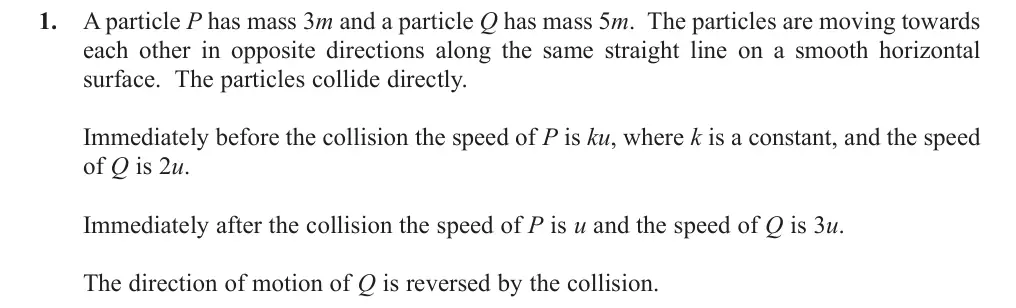 1. A particle P has mass 3m and a particle Q has mass 5m. The particles are moving towards
each other in opposite directions along the same straight line on a smooth horizontal
surface. The particles collide directly.
Immediately before the collision the speed of P is ku, where k is a constant, and the speed
of Q is 2u.
Immediately after the collision the speed of P is u and the speed of Q is 3u.
The direction of motion of Q is reversed by the collision.